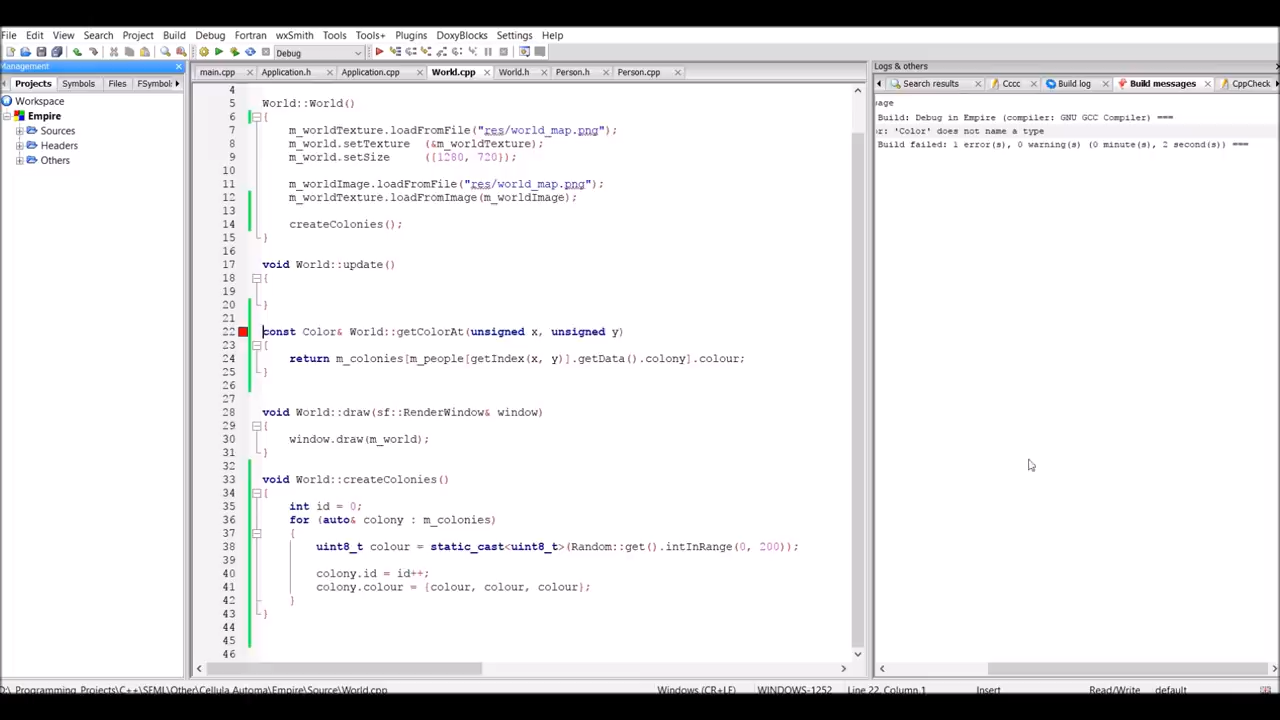 File Edit View Search Project Build Debug Fortran wxSmith Tools Tools+ Plugins DoxyBlocks Settings Help
Debug
Management
Projects Symbols Files FSymbol
Workspace
Empire
Sources
Headers
Others
main.cpp Application.h Application.cpp World.cpp World.h Person.h Person.cpp
4
5 World::World()
6 {
7 m_worldTexture.loadFromFile("res/world_map.png");
8 m_world.setTexture (&m_worldTexture);
9 m_world.setSize ({1280, 720});
10
11 m_worldImage.loadFromFile("res/world_map.png");
12 m_worldTexture.loadFromImage(m_worldImage);
13
14 createColonies();
15 }
16
17 void World::update()
18 {
19
20 }
21
22 const Color& World::getColorAt(unsigned x, unsigned y)
23 {
24 return m_colonies[m_people[getIndex(x, y)].getData().colony].colour;
25 }
26
27
28 void World::draw(sf::RenderWindow& window)
29 {
30 window.draw(m_world);
31 }
32
33 void World::createColonies()
34 {
35 int id = 0;
36 for (auto& colony : m_colonies)
37 {
38 uint8_t colour = static_cast<uint8_t>(Random::get().intInRange(0, 200));
39
40 colony.id = id++;
41 colony.colour = {colour, colour, colour};
42 }
43 }
44
45
46
Logs & others
Search results Cccc Build log Build messages CppCheck
Build: Debug in Empire (compiler: GNU GCC Compiler) ===
r: 'Color' does not name a type
Build failed: 1 error(s), 0 warning(s) (0 minute(s), 2 second(s)) ===
D:\_Programming_Projects\C++\SFML\Other\Cellula Automa\Empire\Source\World.cpp Windows (CR+LF) WINDOWS-1252 Line 22, Column 1 Insert Read/Write default